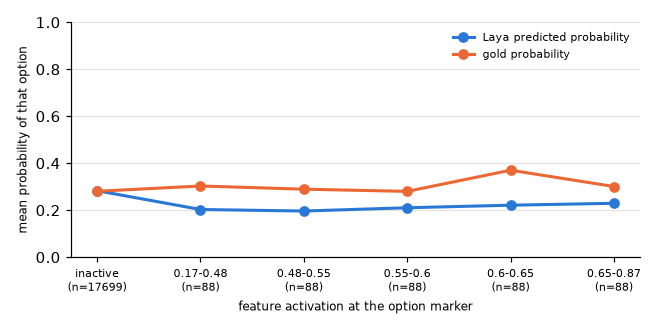 1.0
0.8
0.6
0.4
0.2
0.0
mean probability of that option
Laya predicted probability
gold probability
inactive
(n=17699)
0.17-0.48
(n=88)
0.48-0.55
(n=88)
0.55-0.6
(n=88)
0.6-0.65
(n=88)
0.65-0.87
(n=88)
feature activation at the option marker